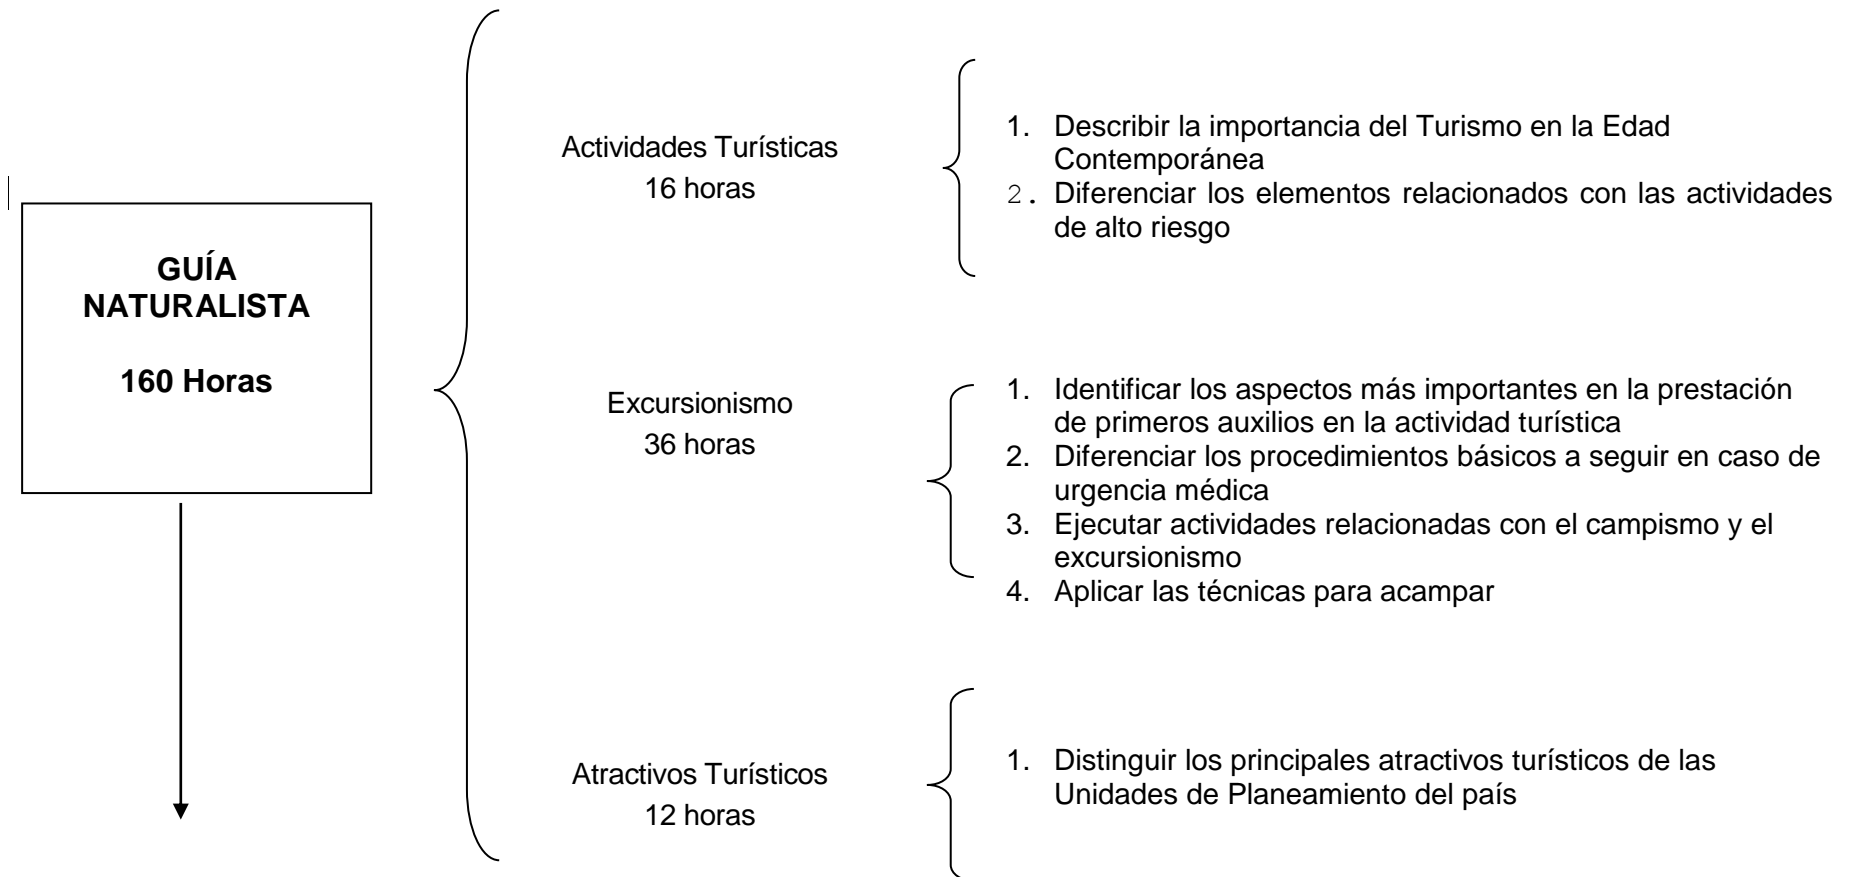 GUÍA
NATURALISTA
160 Horas
Actividades Turísticas
16 horas
1. Describir la importancia del Turismo en la Edad
Contemporánea
2. Diferenciar los elementos relacionados con las actividades
de alto riesgo
Excursionismo
36 horas
1. Identificar los aspectos más importantes en la prestación
de primeros auxilios en la actividad turística
2. Diferenciar los procedimientos básicos a seguir en caso de
urgencia médica
3. Ejecutar actividades relacionadas con el campismo y el
excursionismo
4. Aplicar las técnicas para acampar
Atractivos Turísticos
12 horas
1. Distinguir los principales atractivos turísticos de las
Unidades de Planeamiento del país